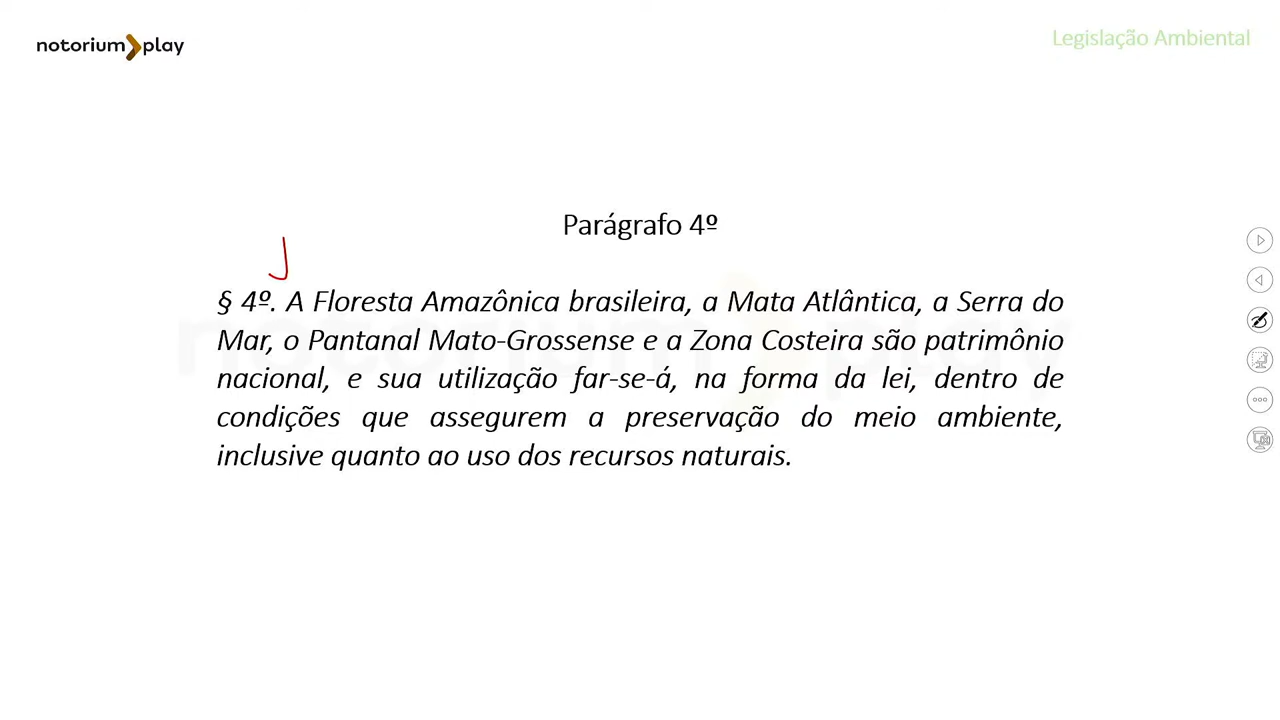 notorium play
Legislação Ambiental
Parágrafo 4º
§ 4º. A Floresta Amazônica brasileira, a Mata Atlântica, a Serra do
Mar, o Pantanal Mato-Grossense e a Zona Costeira são patrimônio
nacional, e sua utilização far-se-á, na forma da lei, dentro de
condições que assegurem a preservação do meio ambiente,
inclusive quanto ao uso dos recursos naturais.